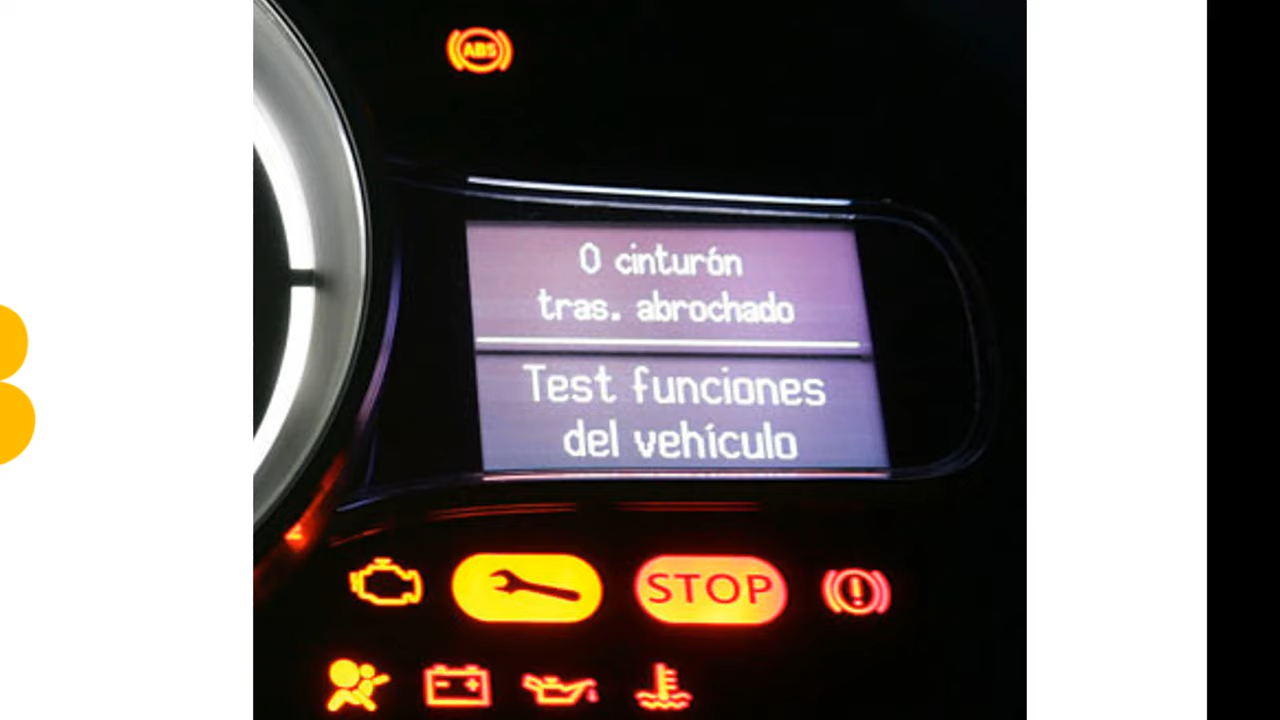 ABS
0 cinturón
tras. abrochado
Test funciones
del vehículo
STOP